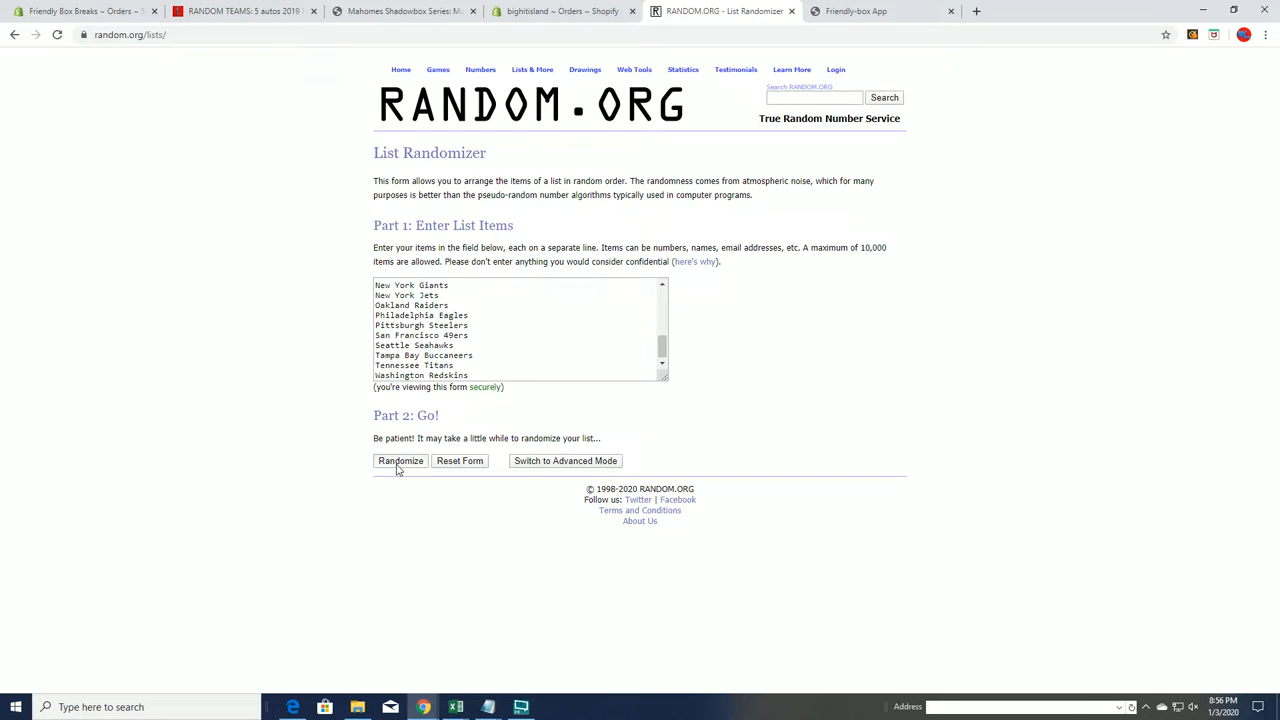 Friendly Box Breaks ~ Orders ~ S
RANDOM TEAMS: 5 autos 2019
Mahomes Shadowbox Series: Mu
bighitisland ~ Orders ~ Shopify
RANDOM.ORG - List Randomizer
Friendly-box App
random.org/lists/
Home Games Numbers Lists & More Drawings Web Tools Statistics Testimonials Learn More Login
RANDOM.ORG
Search RANDOM.ORG
Search
True Random Number Service
List Randomizer
This form allows you to arrange the items of a list in random order. The randomness comes from atmospheric noise, which for many
purposes is better than the pseudo-random number algorithms typically used in computer programs.
Part 1: Enter List Items
Enter your items in the field below, each on a separate line. Items can be numbers, names, email addresses, etc. A maximum of 10,000
items are allowed. Please don't enter anything you would consider confidential (here's why).
New York Giants
New York Jets
Oakland Raiders
Philadelphia Eagles
Pittsburgh Steelers
San Francisco 49ers
Seattle Seahawks
Tampa Bay Buccaneers
Tennessee Titans
Washington Redskins
(you're viewing this form securely)
Part 2: Go!
Be patient! It may take a little while to randomize your list...
Randomize Reset Form Switch to Advanced Mode
© 1998-2020 RANDOM.ORG
Follow us: Twitter | Facebook
Terms and Conditions
About Us
Type here to search
Address
8:56 PM
1/3/2020